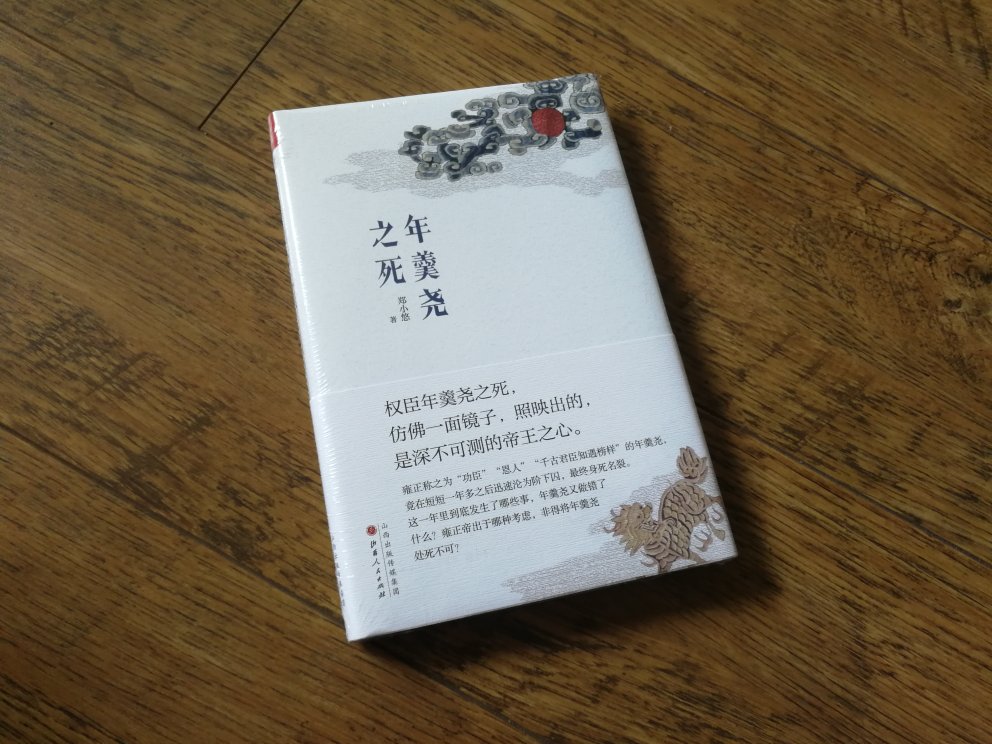 年羹尧
之死
郑小悠
著
权臣年羹尧之死，
仿佛一面镜子，照映出的，
是深不可测的帝王之心。
雍正称之为“功臣”“恩人”“千古君臣知遇榜样”的年羹尧，
竟在短短一年多之后迅速沦为阶下囚，最终身死名裂。
这一年里到底发生了哪些事，年羹尧又做错了
什么？雍正帝出于哪种考虑，非得将年羹尧
处死不可？
山西出版传媒集团
山西人民出版社